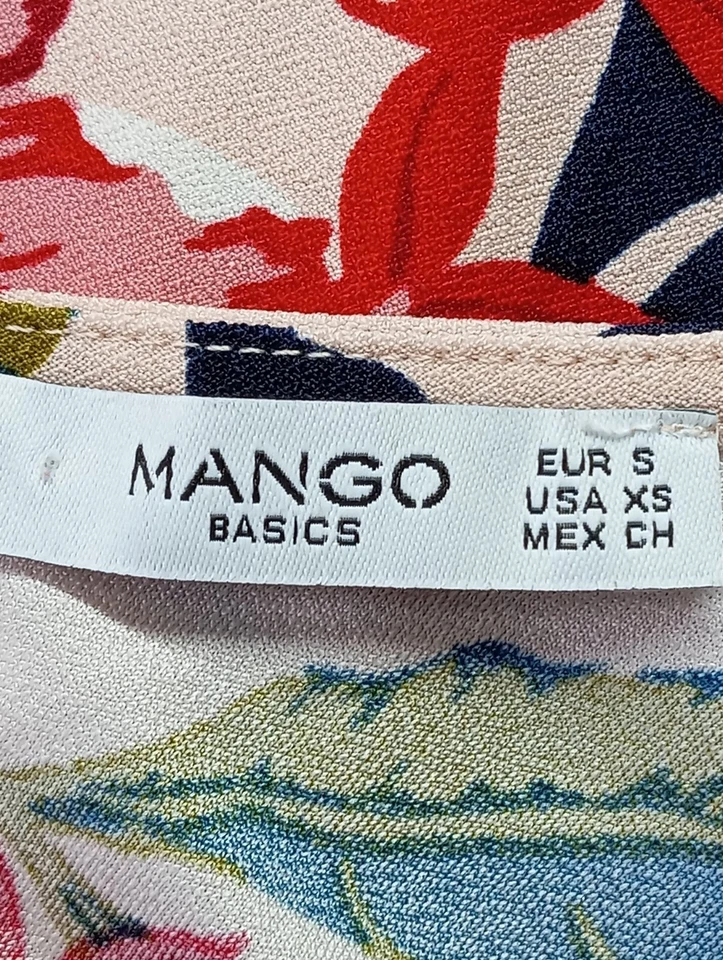 MANGO
BASICS
EUR S
USA XS
MEX CH